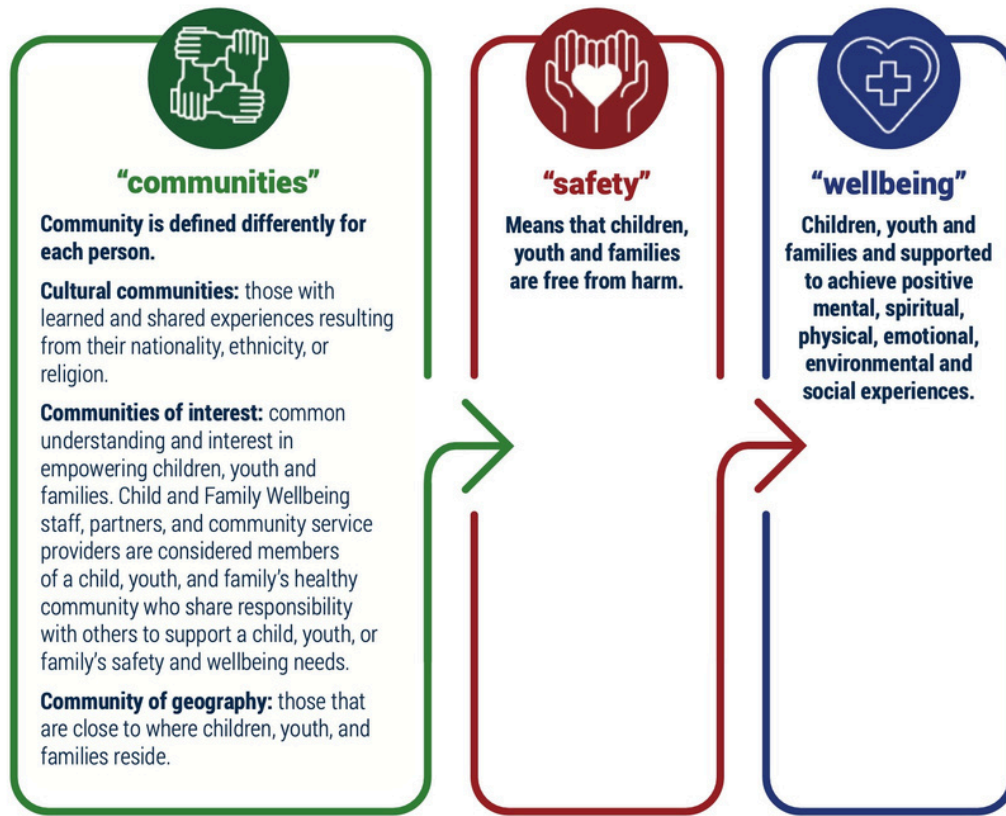 “communities”
Community is defined differently for
each person.
Cultural communities: those with
learned and shared experiences resulting
from their nationality, ethnicity, or
religion.
Communities of interest: common
understanding and interest in
empowering children, youth and
families. Child and Family Wellbeing
staff, partners, and community service
providers are considered members
of a child, youth, and family’s healthy
community who share responsibility
with others to support a child, youth, or
family’s safety and wellbeing needs.
Community of geography: those that
are close to where children, youth, and
families reside.
“safety”
Means that children,
youth and families
are free from harm.
“wellbeing”
Children, youth and
families and supported
to achieve positive
mental, spiritual,
physical, emotional,
environmental and
social experiences.